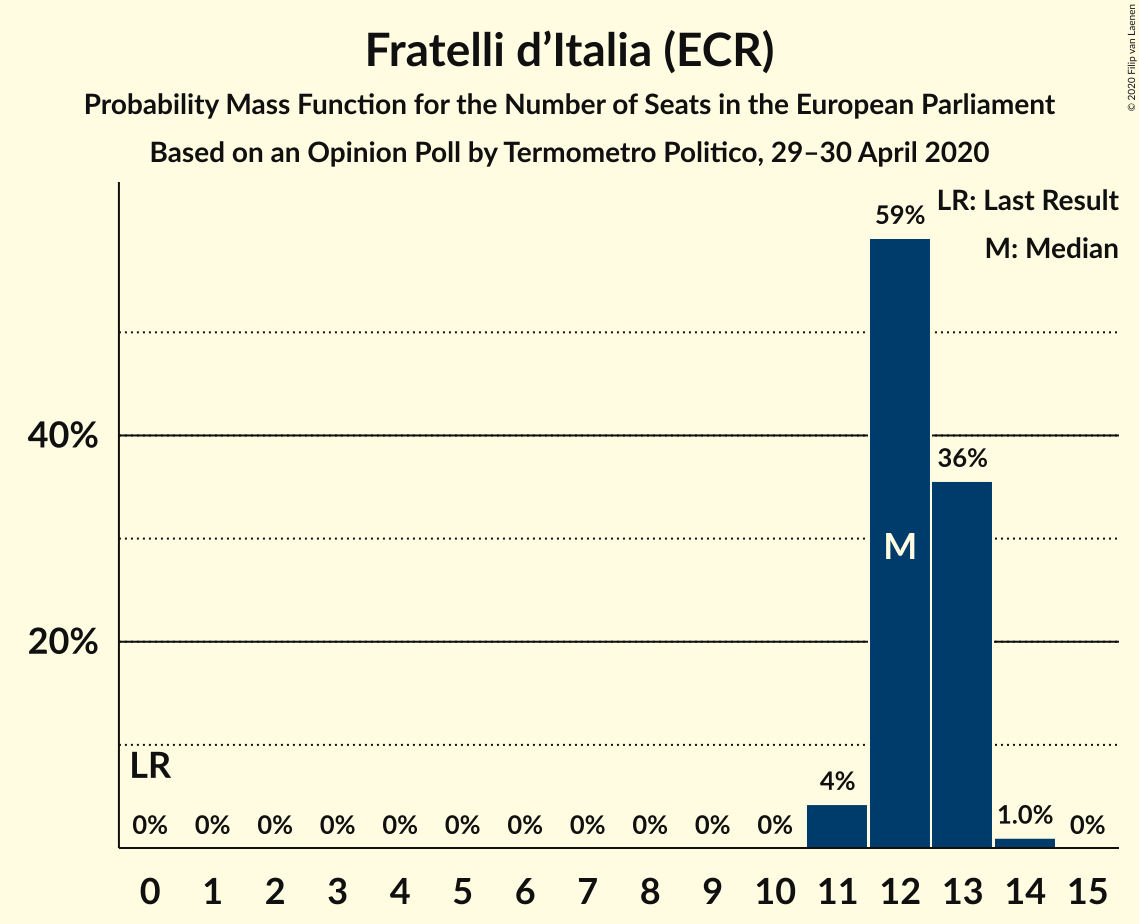 Fratelli d’Italia (ECR)
Probability Mass Function for the Number of Seats in the European Parliament
Based on an Opinion Poll by Termometro Politico, 29–30 April 2020
© 2020 Filip van Laenen
LR: Last Result
M: Median
59%
40%
36%
M
20%
LR
0% 0% 0% 0% 0% 0% 0% 0% 0% 0% 0% 4% 1.0% 0%
0 1 2 3 4 5 6 7 8 9 10 11 12 13 14 15